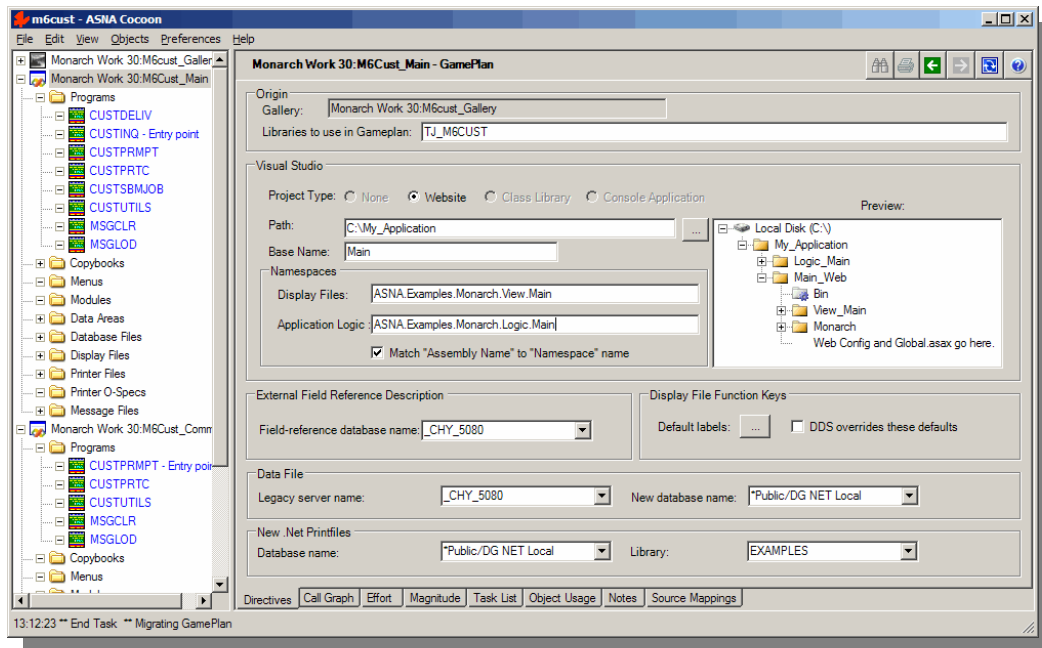 m6cust - ASNA Cocoon
File Edit View Objects Preferences Help
Monarch Work 30:M6cust_Galler
Monarch Work 30:M6Cust_Main
Programs
CUSTDELIV
CUSTINQ - Entry point
CUSTPRMPT
CUSTPRTC
CUSTSBMJOB
CUSTUTILS
MSGCLR
MSGLOD
Copybooks
Menus
Modules
Data Areas
Database Files
Display Files
Printer Files
Printer O-Specs
Message Files
Monarch Work 30:M6Cust_Comm
Programs
CUSTPRMPT - Entry poin
CUSTPRTC
CUSTUTILS
MSGCLR
MSGLOD
Copybooks
Menus
Monarch Work 30:M6Cust_Main - GamePlan
Origin
Gallery: Monarch Work 30:M6cust_Gallery
Libraries to use in Gameplan: TJ_M6CUST
Visual Studio
Project Type: None Website Class Library Console Application
Path: C:\My_Application ...
Base Name: Main
Namespaces
Display Files: ASNA.Examples.Monarch.View.Main
Application Logic : ASNA.Examples.Monarch.Logic.Main
Match "Assembly Name" to "Namespace" name
Preview:
Local Disk (C:\)
My_Application
Logic_Main
Main_Web
Bin
View_Main
Monarch
Web Config and Global.asax go here.
External Field Reference Description
Field-reference database name: _CHY_5080
Display File Function Keys
Default labels: ... DDS overrides these defaults
Data File
Legacy server name: _CHY_5080 New database name: *Public/DG NET Local
New .Net Printfiles
Database name: *Public/DG NET Local Library: EXAMPLES
Directives Call Graph Effort Magnitude Task List Object Usage Notes Source Mappings
13:12:23 ** End Task ** Migrating GamePlan